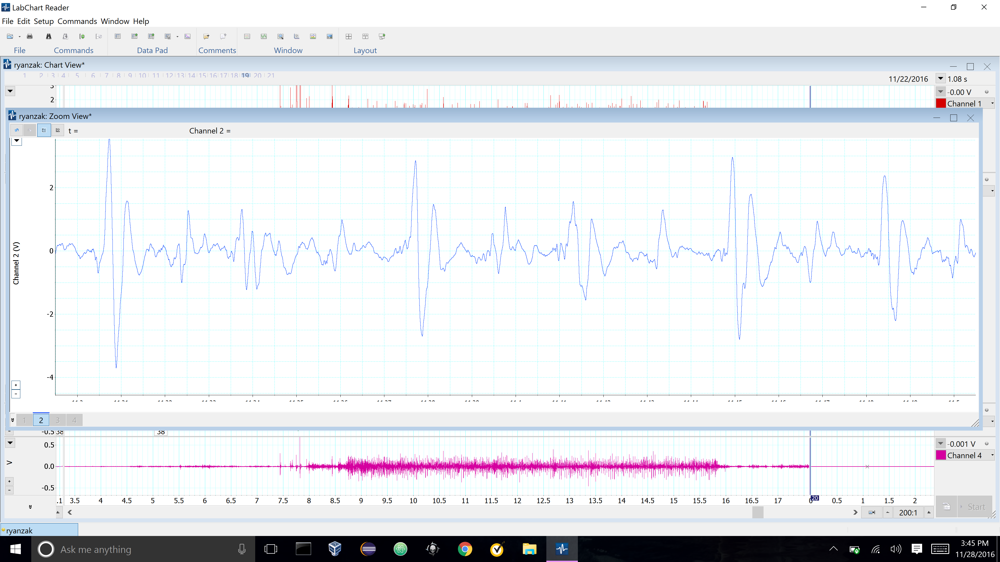 LabChart Reader
File Edit Setup Commands Window Help
File Commands Data Pad Comments Window Layout
ryanzak: Chart View*
1 2 3 4 5 6 7 8 9 10 11 12 13 14 15 16 17 18 19 20 21
11/22/2016 1.08 s
3
-0.00 V
2
Channel 1
ryanzak: Zoom View*
t = Channel 2 =
2
0
-2
-4
Channel 2 (V)
+
-
1 2 3 4
-0.5 38 38
0.5
-0.001 V
Channel 4
V
0.0
+
-
-0.5
.1 3.5 4 4.5 5 5.5 6 6.5 7 7.5 8 8.5 9 9.5 10 10.5 11 11.5 12 12.5 13 13.5 14 14.5 15 15.5 16 16.5 17 0 20 0.5 1 1.5 2
M
200:1 Start
ryanzak
Ask me anything
3:45 PM
11/28/2016